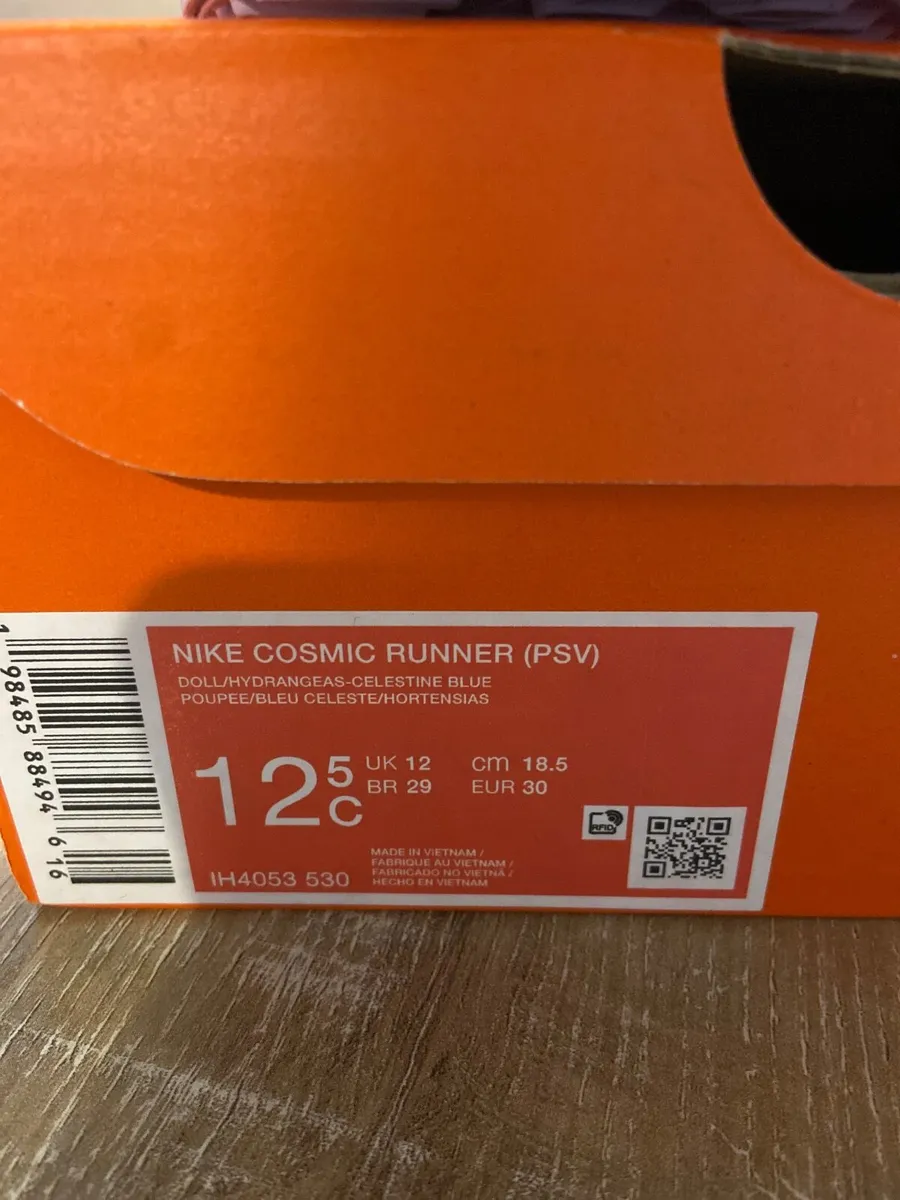 NIKE COSMIC RUNNER (PSV)
DOLL/HYDRANGEAS-CELESTINE BLUE
POUPEE/BLEU CELESTE/HORTENSIAS
12 5 C
UK 12 CM 18.5
BR 29 EUR 30
MADE IN VIETNAM /
FABRIQUE AU VIETNAM /
FABRICADO NO VIETNÃ /
HECHO EN VIETNAM
IH4053 530
RFID
1 98485 88494 6 16